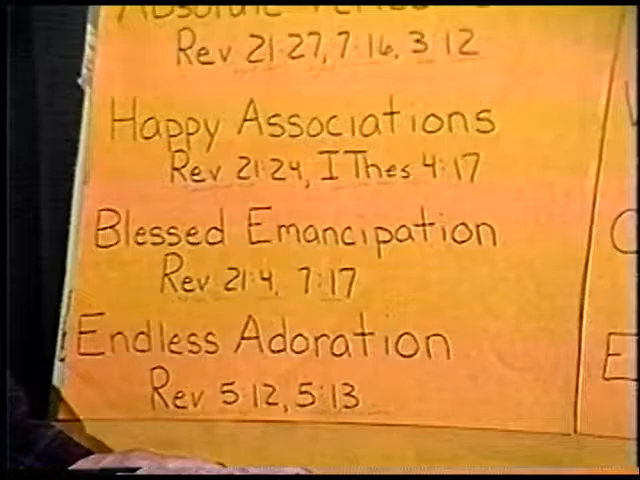 Absolute
Rev 21:27, 7:16, 3:12
Happy Associations
Rev 21:24, I Thes 4:17
Blessed Emancipation
Rev 21:4, 7:17
Endless Adoration
Rev 5:12, 5:13
E